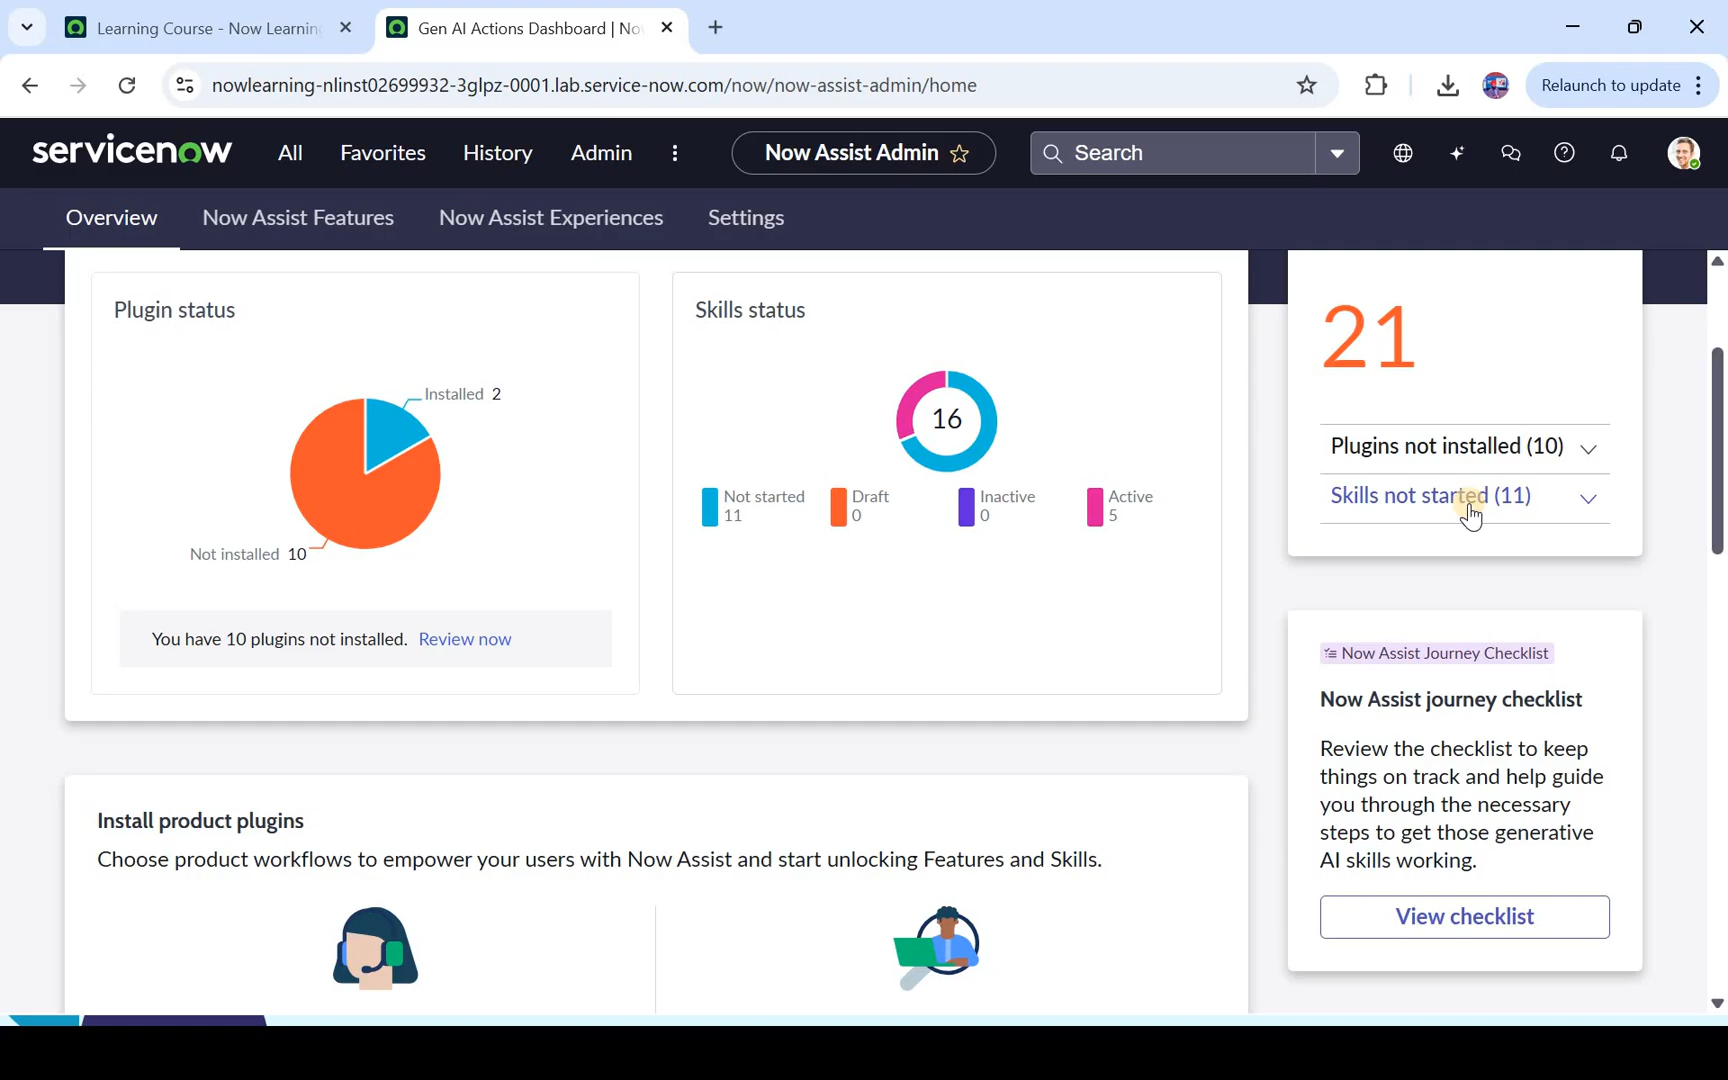 Learning Course - Now Learnin
Gen AI Actions Dashboard | No
nowlearning-nlinst02699932-3glpz-0001.lab.service-now.com/now/now-assist-admin/home
Relaunch to update
servicenow
All
Favorites
History
Admin
Now Assist Admin
Search
Overview
Now Assist Features
Now Assist Experiences
Settings
Plugin status
Installed 2
Not installed 10
You have 10 plugins not installed. Review now
Skills status
16
Not started
11
Draft
0
Inactive
0
Active
5
21
Plugins not installed (10)
Skills not started (11)
Now Assist Journey Checklist
Now Assist journey checklist
Review the checklist to keep
things on track and help guide
you through the necessary
steps to get those generative
AI skills working.
View checklist
Install product plugins
Choose product workflows to empower your users with Now Assist and start unlocking Features and Skills.